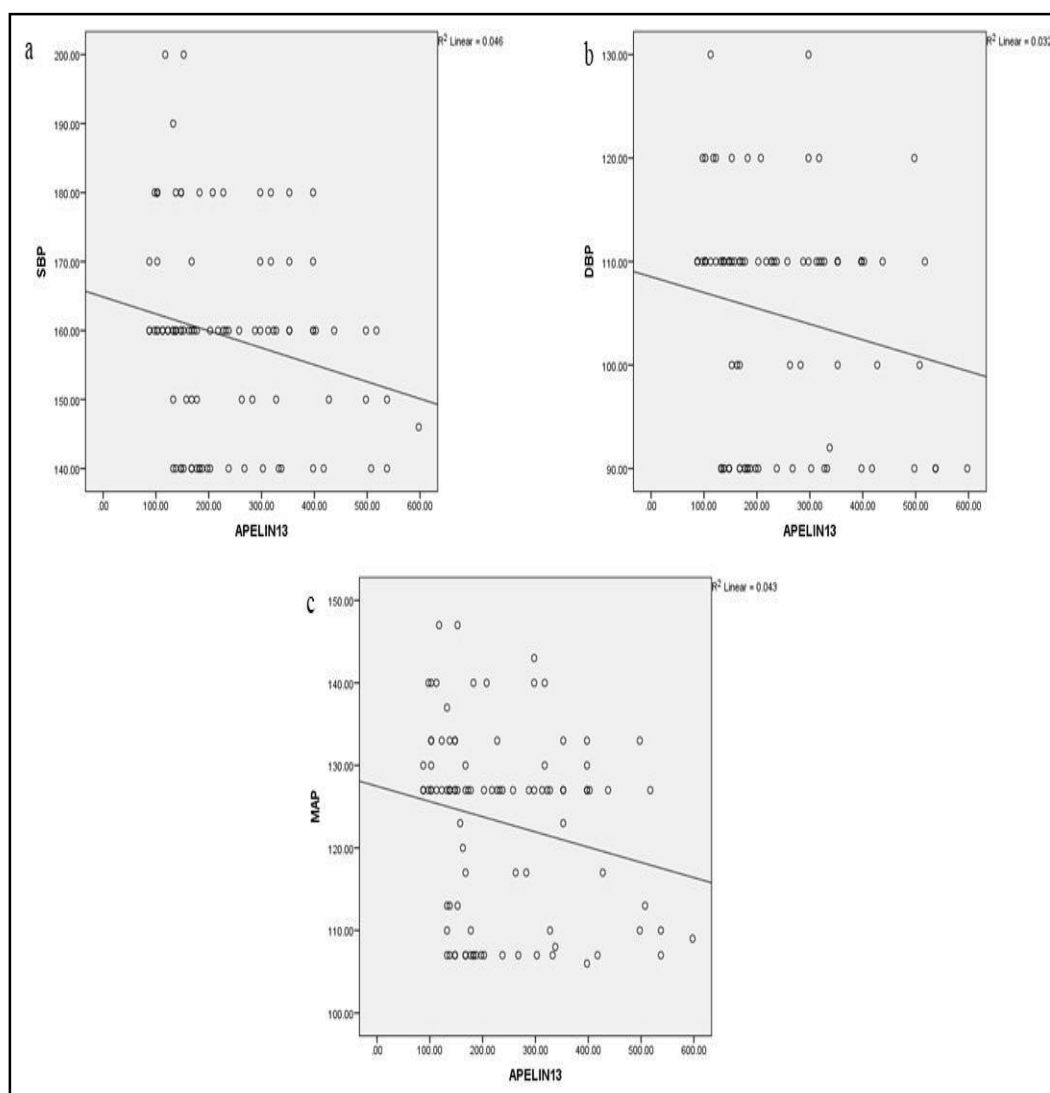 a
R² Linear = 0.046
200.00
190.00
180.00
170.00
160.00
150.00
140.00
SBP
.00 100.00 200.00 300.00 400.00 500.00 600.00
APELIN13
b
R² Linear = 0.032
130.00
120.00
110.00
100.00
90.00
DBP
.00 100.00 200.00 300.00 400.00 500.00 600.00
APELIN13
c
R² Linear = 0.043
150.00
140.00
130.00
120.00
110.00
100.00
MAP
.00 100.00 200.00 300.00 400.00 500.00 600.00
APELIN13